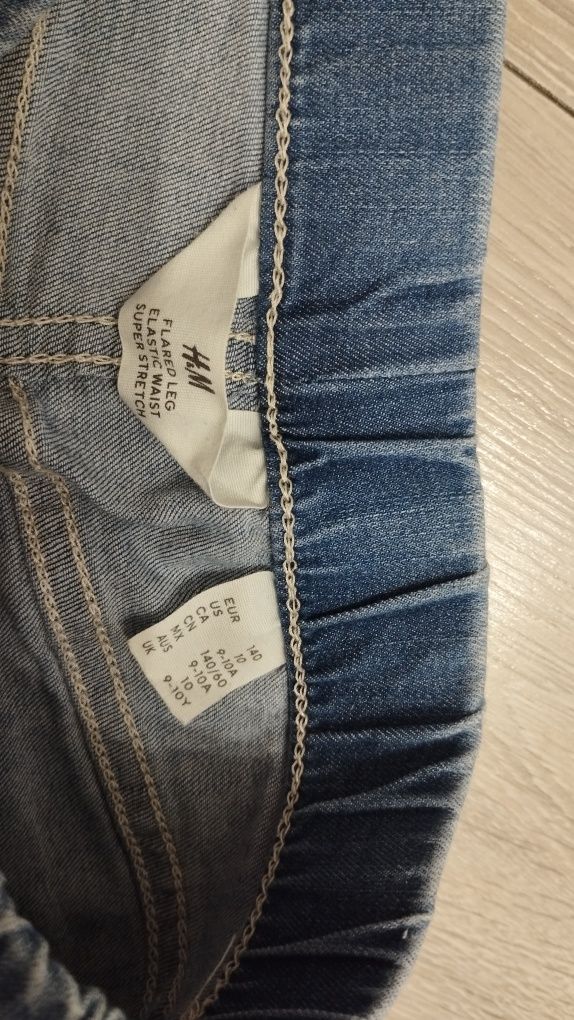 H&M
FLARED LEG
ELASTIC WAIST
SUPER STRETCH
EUR 140
US 10
CA 9-10A
CN 140/60
MX 9-10A
AUS 10
UK 9-10Y